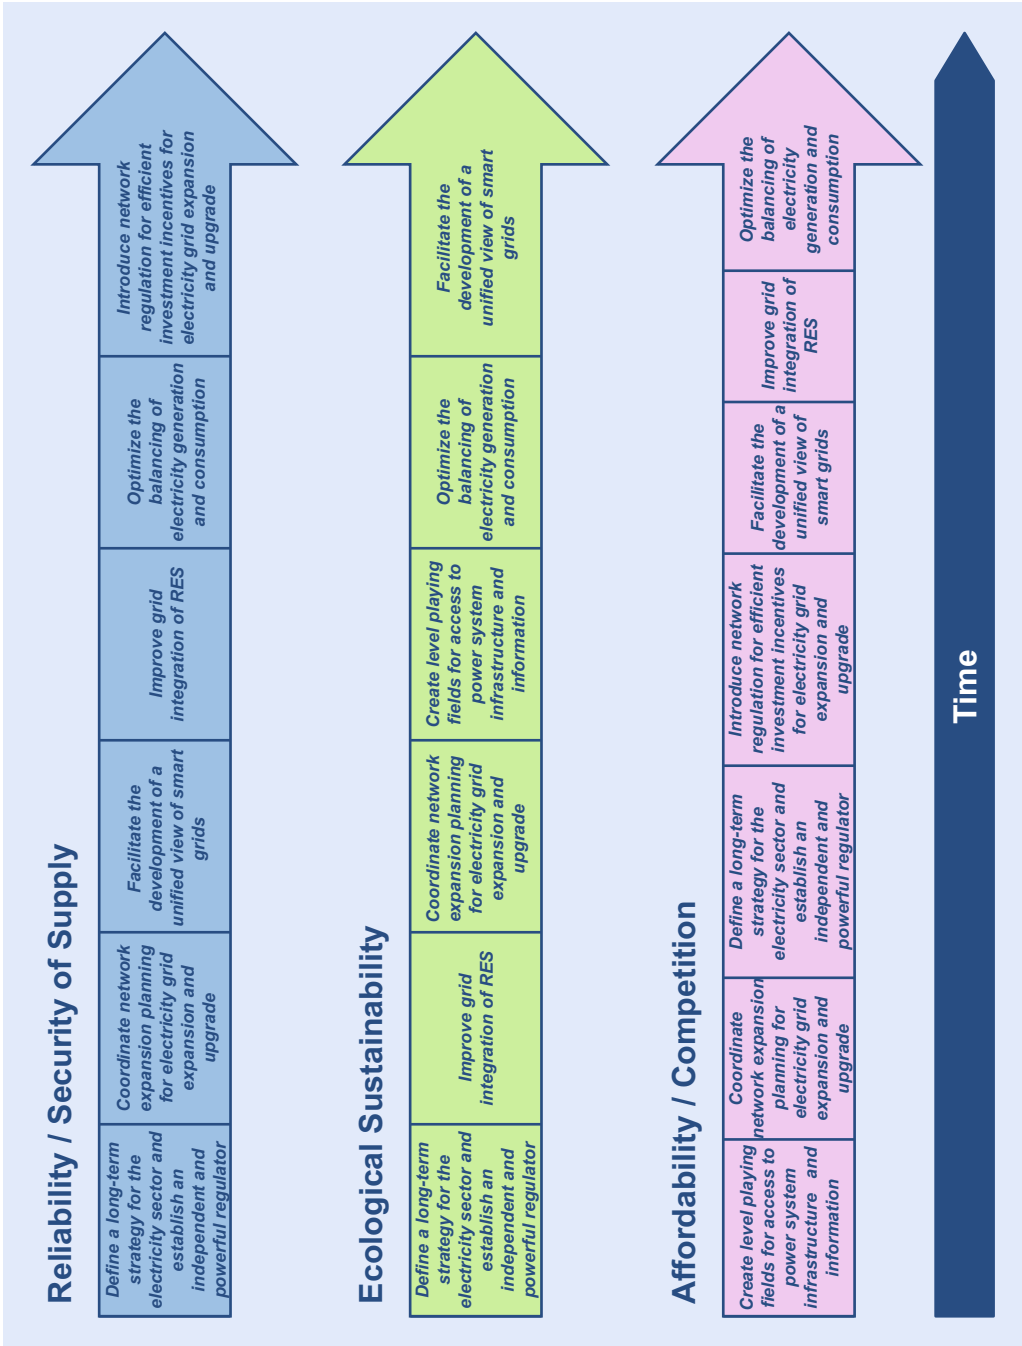 Reliability / Security of Supply
Define a long-term
strategy for the
electricity sector and
establish an
independent and
powerful regulator
Coordinate network
expansion planning
for electricity grid
expansion and
upgrade
Facilitate the
development of a
unified view of smart
grids
Improve grid
integration of RES
Optimize the
balancing of
electricity generation
and consumption
Introduce network
regulation for efficient
investment incentives for
electricity grid expansion
and upgrade
Ecological Sustainability
Define a long-term
strategy for the
electricity sector and
establish an
independent and
powerful regulator
Improve grid
integration of RES
Coordinate network
expansion planning
for electricity grid
expansion and
upgrade
Create level playing
fields for access to
power system
infrastructure and
information
Optimize the
balancing of
electricity generation
and consumption
Facilitate the
development of a
unified view of smart
grids
Affordability / Competition
Create level playing
fields for access to
power system
infrastructure and
information
Coordinate
network expansion
planning for
electricity grid
expansion and
upgrade
Define a long-term
strategy for the
electricity sector and
establish an
independent and
powerful regulator
Introduce network
regulation for efficient
investment incentives
for electricity grid
expansion and
upgrade
Facilitate the
development of a
unified view of
smart grids
Improve grid
integration of
RES
Optimize the
balancing of
electricity
generation and
consumption
Time